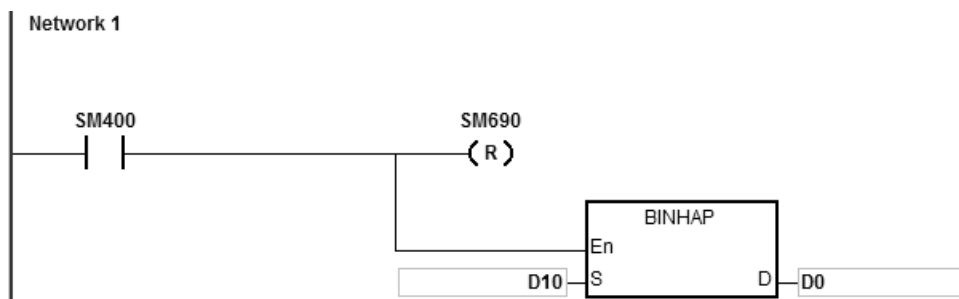 Network 1
SM400
SM690
( R )
BINHAP
En
D10 S D D0